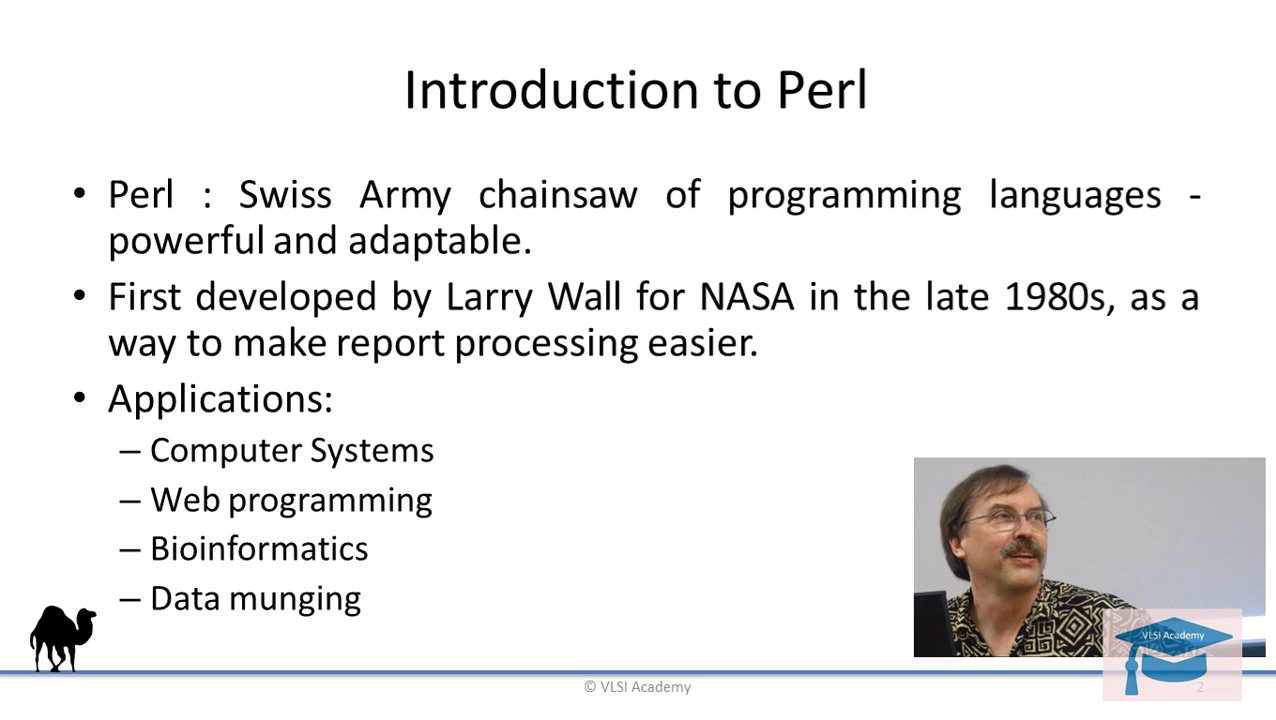 Introduction to Perl
• Perl : Swiss Army chainsaw of programming languages -
powerful and adaptable.
• First developed by Larry Wall for NASA in the late 1980s, as a
way to make report processing easier.
• Applications:
– Computer Systems
– Web programming
– Bioinformatics
– Data munging
VLSI Academy
© VLSI Academy
2